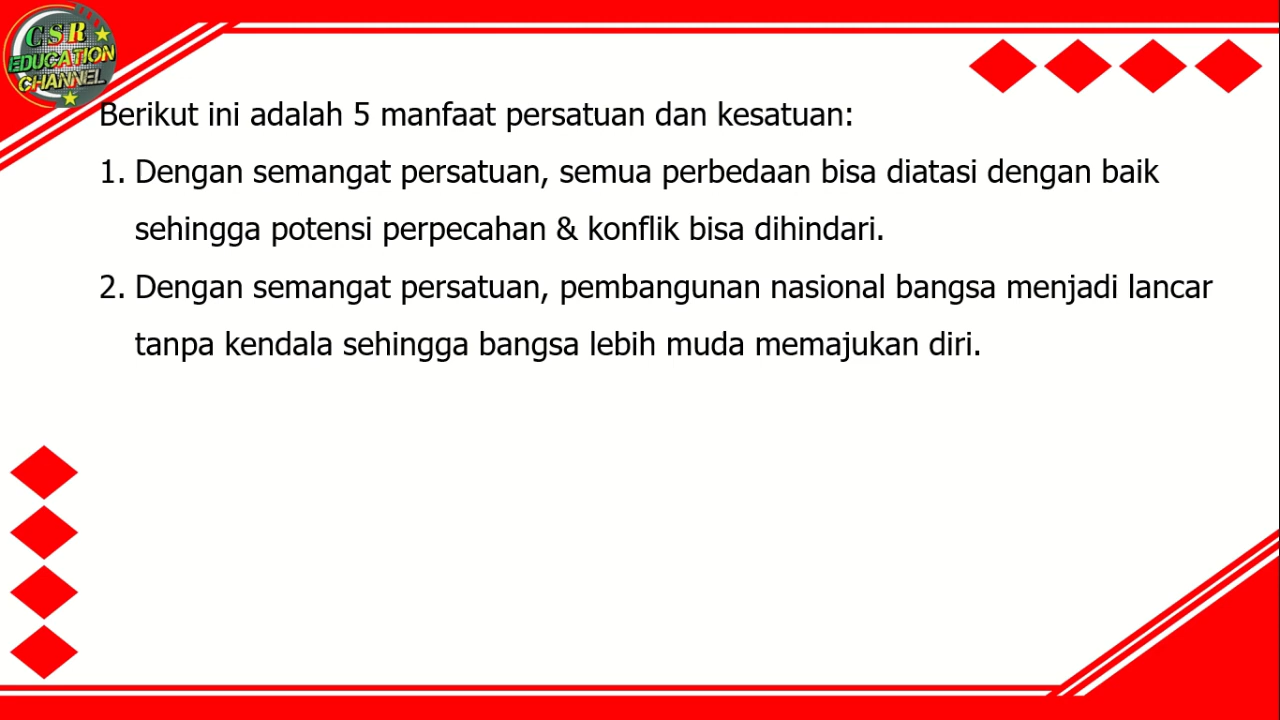 CSR
EDUCATION
CHANNEL
Berikut ini adalah 5 manfaat persatuan dan kesatuan:
1. Dengan semangat persatuan, semua perbedaan bisa diatasi dengan baik
sehingga potensi perpecahan & konflik bisa dihindari.
2. Dengan semangat persatuan, pembangunan nasional bangsa menjadi lancar
tanpa kendala sehingga bangsa lebih muda memajukan diri.